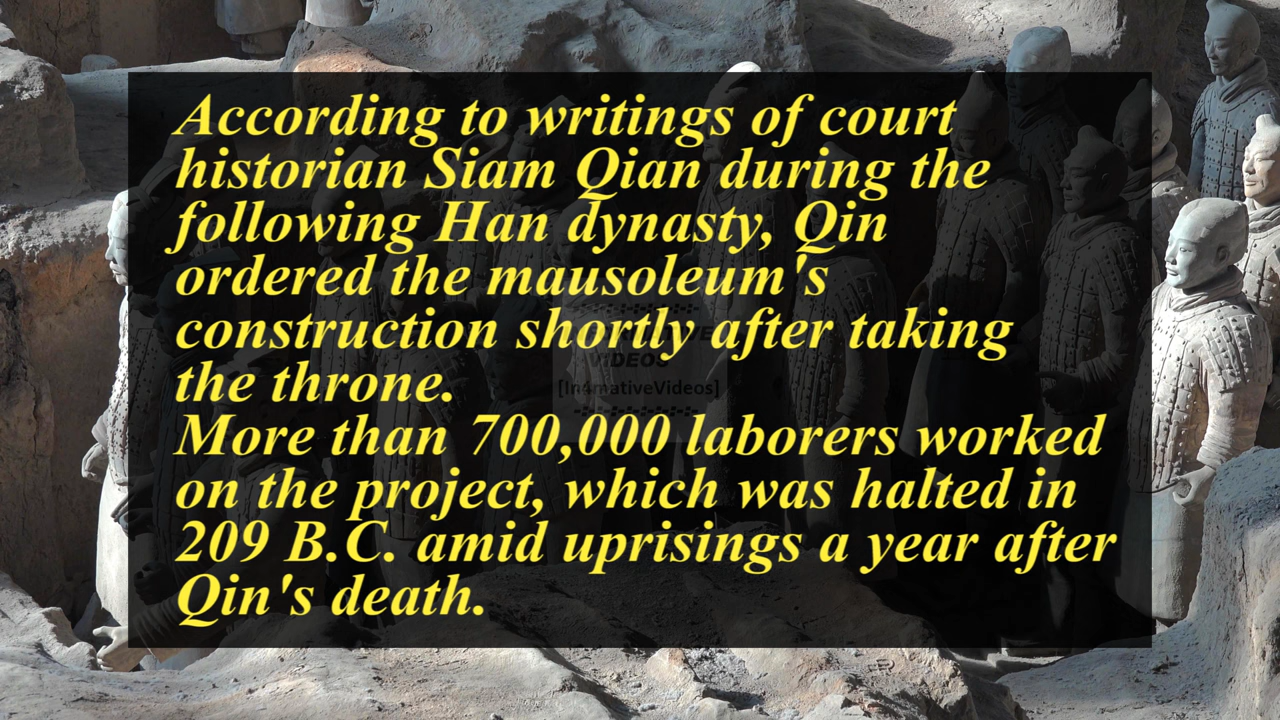 According to writings of court
historian Siam Qian during the
following Han dynasty, Qin
ordered the mausoleum's
construction shortly after taking
the throne.
More than 700,000 laborers worked
on the project, which was halted in
209 B.C. amid uprisings a year after
Qin's death.
VIDEOS
[In4mativeVideos]